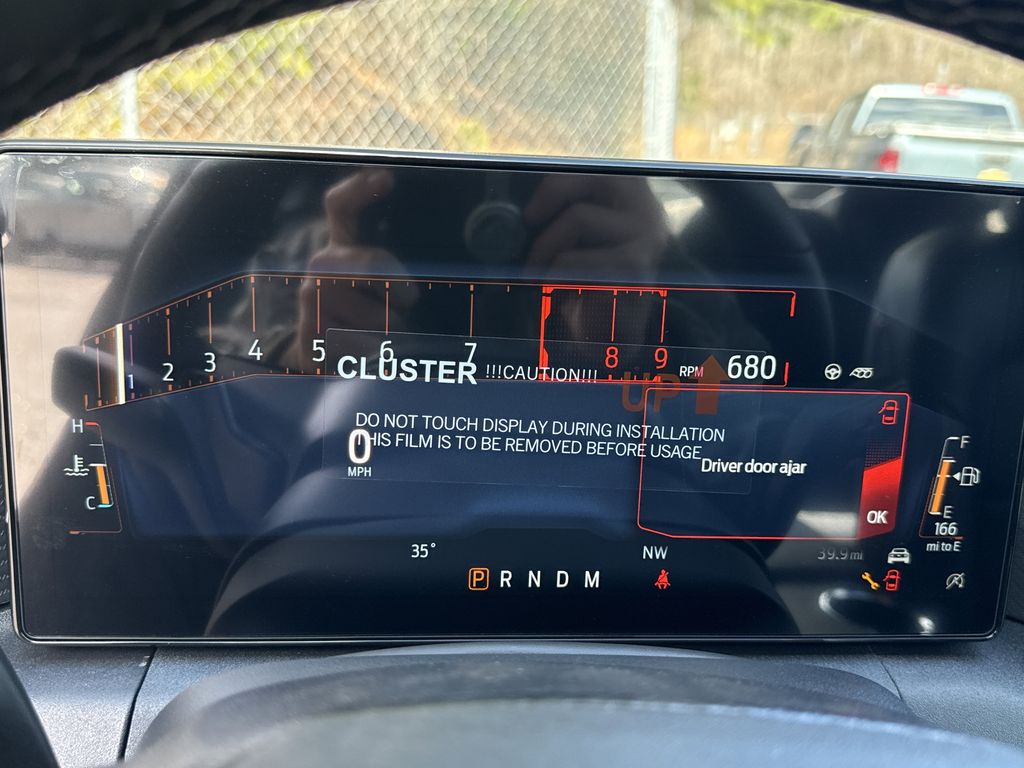 1 2 3 4 5 6 7 8 9 RPM 680
CLUSTER !!!CAUTION!!! UP
DO NOT TOUCH DISPLAY DURING INSTALLATION
THIS FILM IS TO BE REMOVED BEFORE USAGE
0
MPH
H
C
Driver door ajar
OK
F
E
166
mi to E
35°
NW
39.9 mi
P R N D M